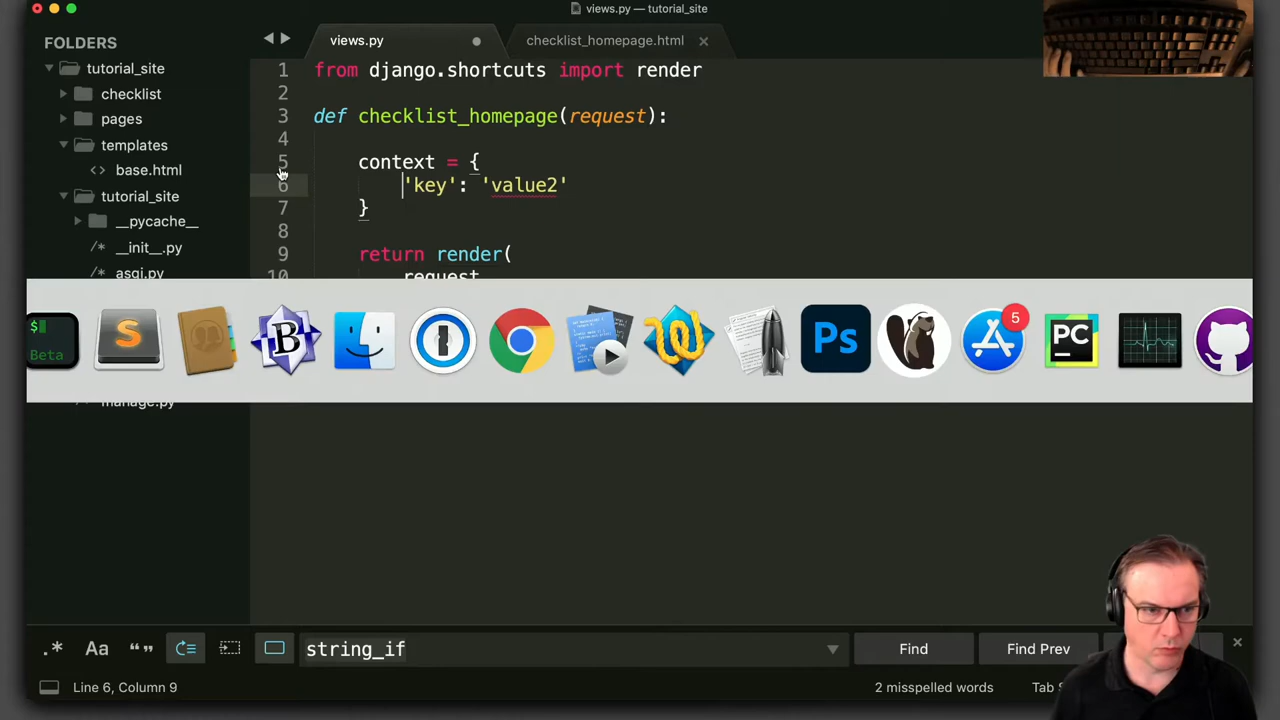 views.py — tutorial_site
FOLDERS
tutorial_site
checklist
pages
templates
base.html
tutorial_site
__pycache__
__init__.py
asgi.py
manage.py
views.py
checklist_homepage.html
1 from django.shortcuts import render
2
3 def checklist_homepage(request):
4
5 context = {
6 'key': 'value2'
7 }
8
9 return render(
10 request
$
Beta
S
B
Ps
5
PC
.*
Aa
“”
string_if
Find
Find Prev
Line 6, Column 9
2 misspelled words
Tab S